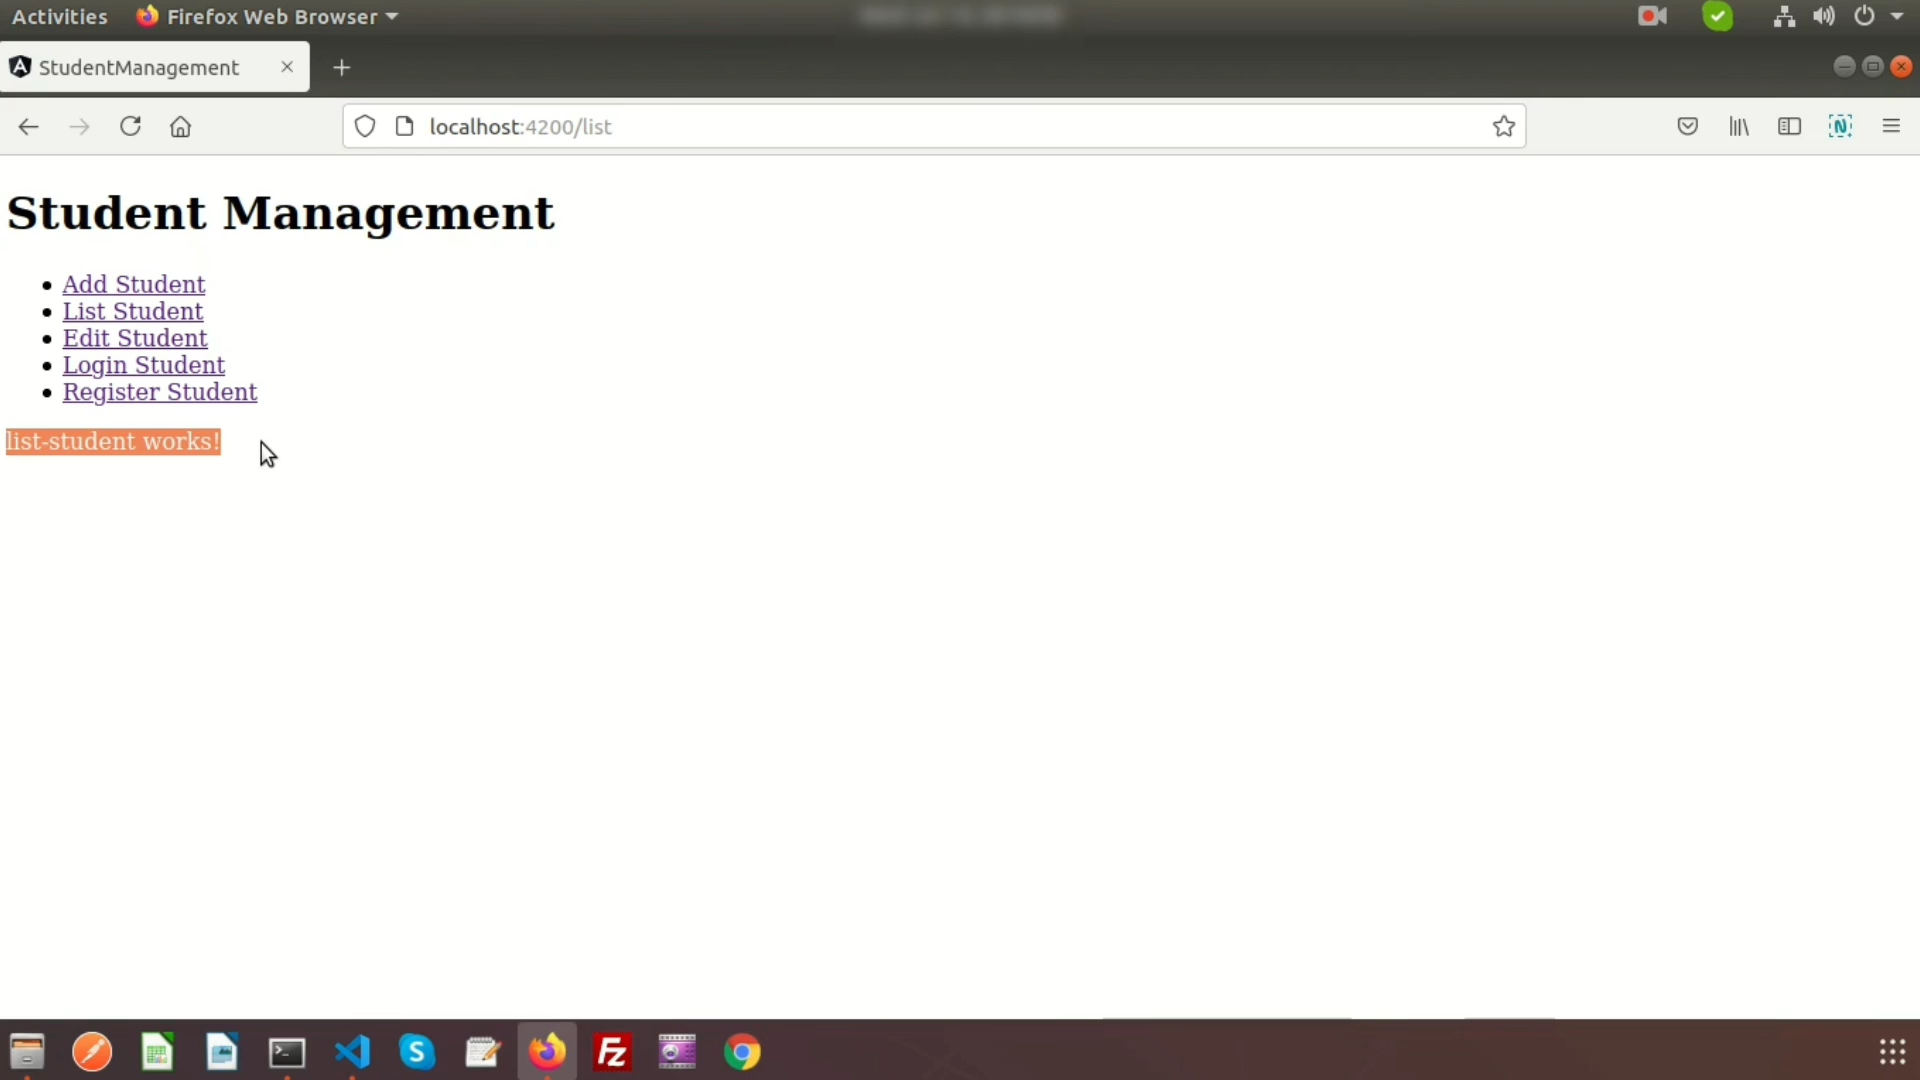 Activities Firefox Web Browser
StudentManagement
localhost:4200/list
Student Management
Add Student
List Student
Edit Student
Login Student
Register Student
list-student works!